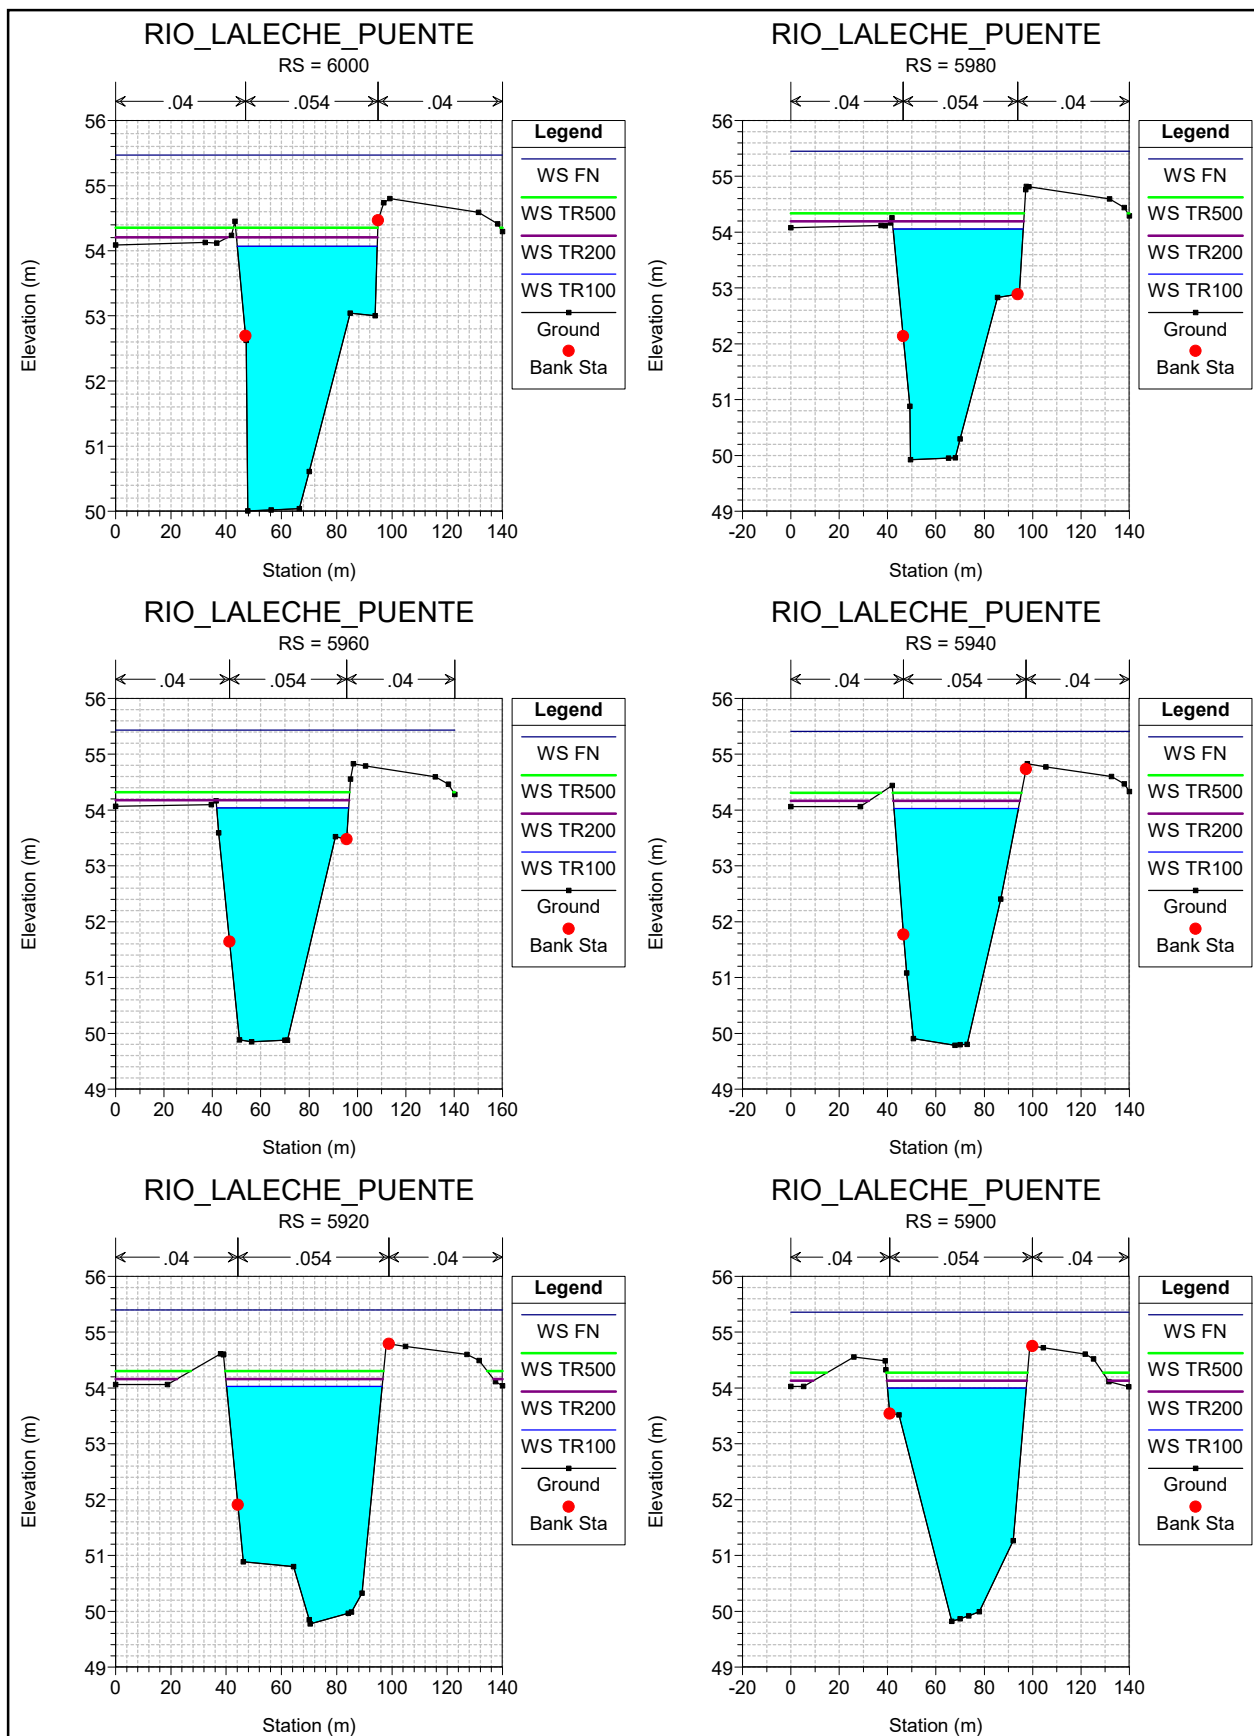 RIO_LALECHE_PUENTE
RS = 6000
.04 .054 .04
56
55
54
53
52
51
50
0 20 40 60 80 100 120 140
Elevation (m)
Station (m)
Legend
WS FN
WS TR500
WS TR200
WS TR100
Ground
Bank Sta
RIO_LALECHE_PUENTE
RS = 5980
.04 .054 .04
56
55
54
53
52
51
50
49
-20 0 20 40 60 80 100 120 140
Elevation (m)
Station (m)
Legend
WS FN
WS TR500
WS TR200
WS TR100
Ground
Bank Sta
RIO_LALECHE_PUENTE
RS = 5960
.04 .054 .04
56
55
54
53
52
51
50
49
0 20 40 60 80 100 120 140 160
Elevation (m)
Station (m)
Legend
WS FN
WS TR500
WS TR200
WS TR100
Ground
Bank Sta
RIO_LALECHE_PUENTE
RS = 5940
.04 .054 .04
56
55
54
53
52
51
50
49
-20 0 20 40 60 80 100 120 140
Elevation (m)
Station (m)
Legend
WS FN
WS TR500
WS TR200
WS TR100
Ground
Bank Sta
RIO_LALECHE_PUENTE
RS = 5920
.04 .054 .04
56
55
54
53
52
51
50
49
0 20 40 60 80 100 120 140
Elevation (m)
Station (m)
Legend
WS FN
WS TR500
WS TR200
WS TR100
Ground
Bank Sta
RIO_LALECHE_PUENTE
RS = 5900
.04 .054 .04
56
55
54
53
52
51
50
49
-20 0 20 40 60 80 100 120 140
Elevation (m)
Station (m)
Legend
WS FN
WS TR500
WS TR200
WS TR100
Ground
Bank Sta